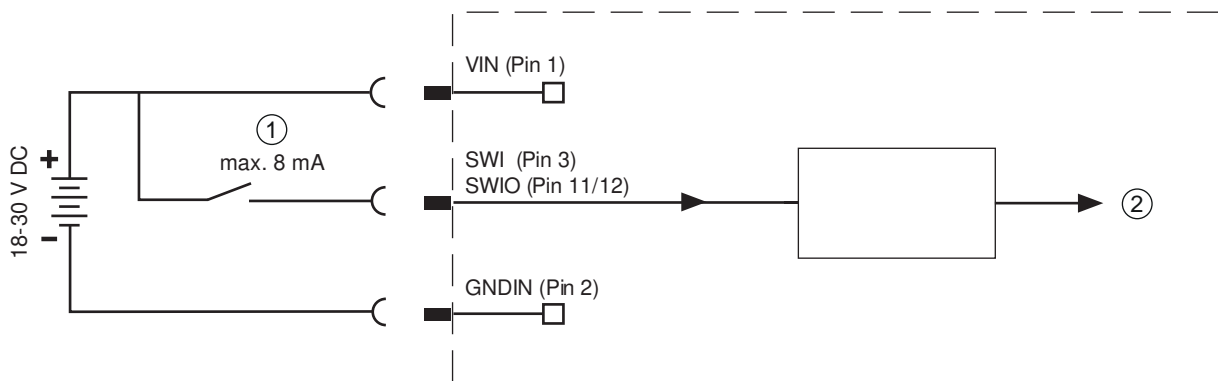 VIN (Pin 1)
①
max. 8 mA
SWI (Pin 3)
SWIO (Pin 11/12)
18-30 V DC
+
-
②
GNDIN (Pin 2)